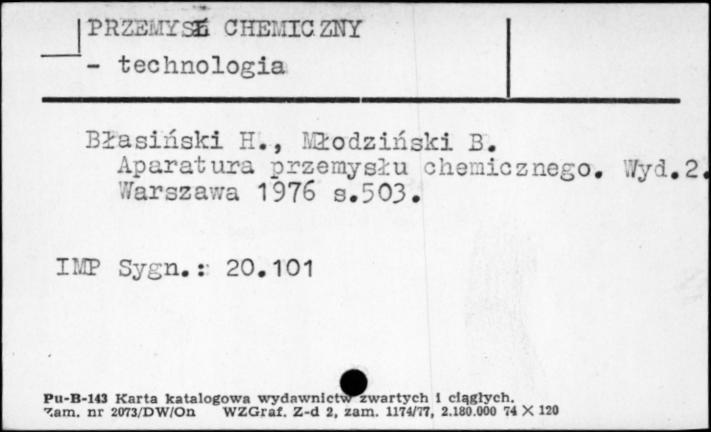 PRZEMYSŁ CHEMICZNY
- technologia
Błasiński H., Młodziński B.
Aparatura przemysłu chemicznego. Wyd.2.
Warszawa 1976 s.503.
IMP Sygn.: 20.101
Pu-B-143 Karta katalogowa wydawnictw zwartych i ciągłych.
Zam. nr 2073/DW/On WZGraf. Z-d 2, zam. 1174/77, 2.180.000 74 X 120